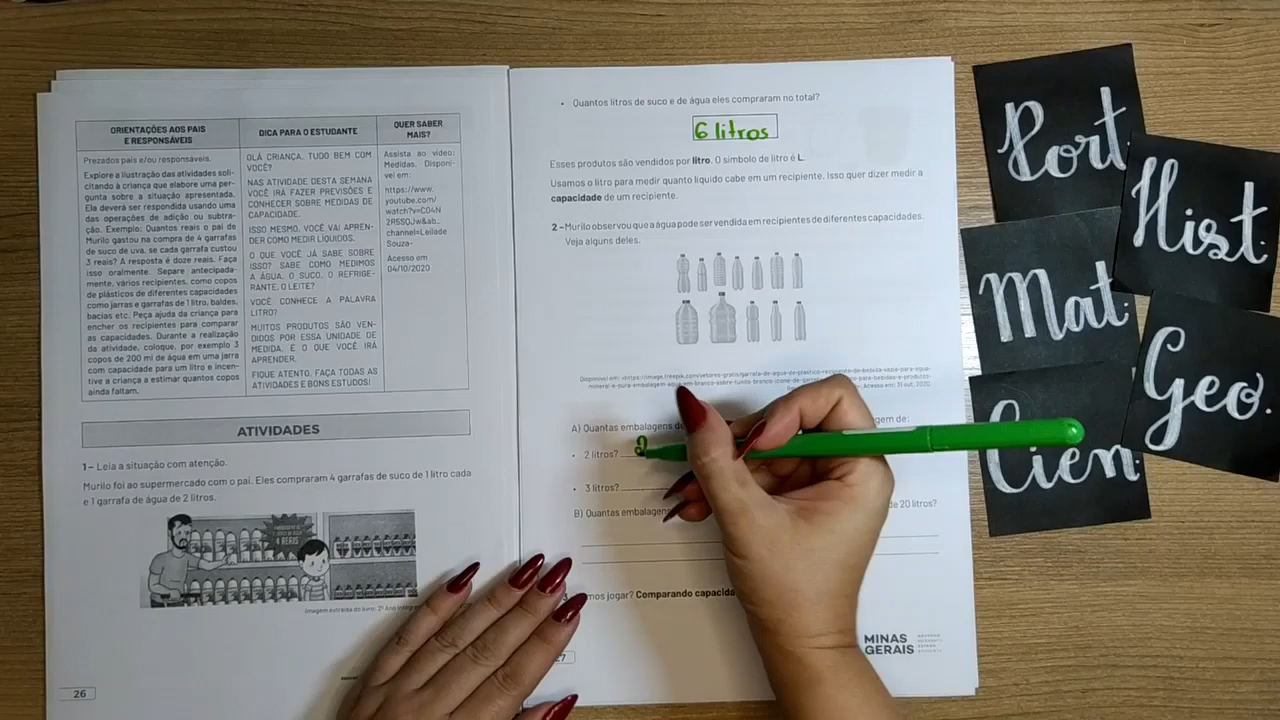 ORIENTAÇÕES AOS PAIS
E RESPONSÁVEIS
Prezados pais e/ou responsáveis.
Explore a ilustração das atividades soli-
citando à criança que elabore uma per-
gunta sobre a situação apresentada.
Ela deverá ser respondida usando uma
das operações de adição ou subtra-
ção. Exemplo: Quantos reais o pai de
Murilo gastou na compra de 4 garrafas
de suco de uva, se cada garrafa custou
3 reais? A resposta é doze reais. Faça
isso oralmente. Separe antecipada-
mente, vários recipientes, como copos
de plásticos de diferentes capacidades
como jarras e garrafas de 1 litro, baldes,
bacias etc. Peça ajuda da criança para
encher os recipientes para comparar
as capacidades. Durante a realização
da atividade, coloque, por exemplo 3
copos de 200 ml de água em uma jarra
com capacidade para um litro e incen-
tive a criança a estimar quantos copos
ainda faltam.
DICA PARA O ESTUDANTE
OLÁ CRIANÇA, TUDO BEM COM
VOCÊ?
NAS ATIVIDADE DESTA SEMANA
VOCÊ IRÁ FAZER PREVISÕES E
CONHECER SOBRE MEDIDAS DE
CAPACIDADE.
ISSO MESMO, VOCÊ VAI APREN-
DER COMO MEDIR LÍQUIDOS.
O QUE VOCÊ JÁ SABE SOBRE
ISSO? SABE COMO MEDIMOS
A ÁGUA, O SUCO, O REFRIGE-
RANTE, O LEITE?
VOCÊ CONHECE A PALAVRA
LITRO?
MUITOS PRODUTOS SÃO VEN-
DIDOS POR ESSA UNIDADE DE
MEDIDA, E O QUE VOCÊ IRÁ
APRENDER.
FIQUE ATENTO, FAÇA TODAS AS
ATIVIDADES E BONS ESTUDOS!
QUER SABER
MAIS?
Assista ao vídeo:
Medidas. Disponí-
vel em:
https://www.
youtube.com/
channel=Leilade
Souza-
Acesso em
04/10/2020
ATIVIDADES
1 – Leia a situação com atenção.
Murilo foi ao supermercado com o pai. Eles compraram 4 garrafas de suco de 1 litro cada
e 1 garrafa de água de 2 litros.
Imagem extraída do livro: 2º Ano
26
• Quantos litros de suco e de água eles compraram no total?
6 litros
Esses produtos são vendidos por litro. O símbolo de litro é L.
Usamos o litro para medir quanto líquido cabe em um recipiente. Isso quer dizer medir a
capacidade de um recipiente.
2 – Murilo observou que a água pode ser vendida em recipientes de diferentes capacidades.
Veja alguns deles.
A) Quantas embalagens de
• 2 litros?
• 3 litros?
B) Quantas embalagens de 20 litros?
jogar? Comparando
MINAS
GERAIS
Port
Hist.
Mat.
Geo.
Cien